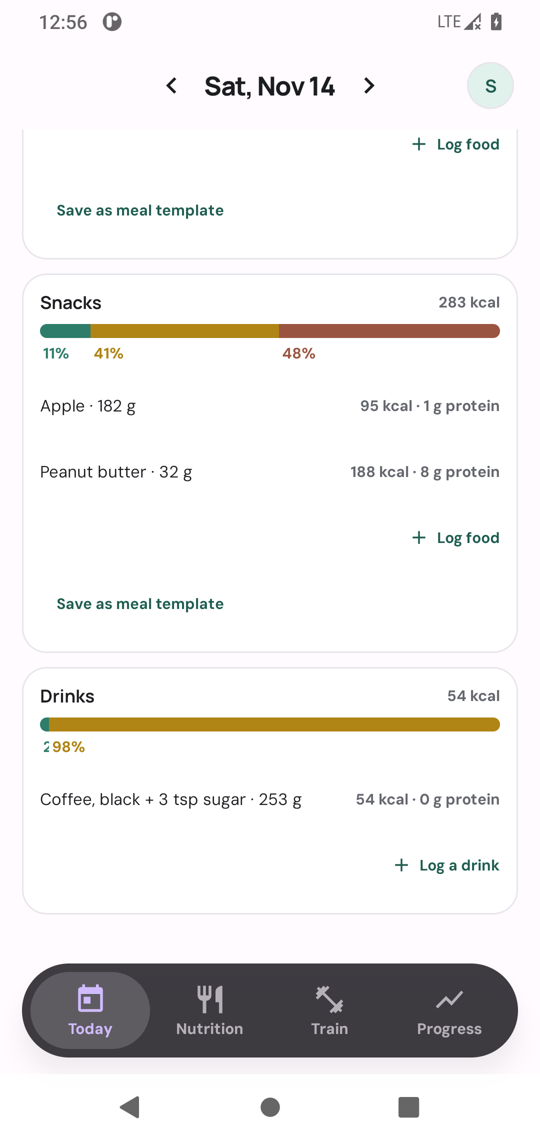 12:56
LTE
Sat, Nov 14
S
+ Log food
Save as meal template
Snacks
283 kcal
11%
41%
48%
Apple · 182 g
95 kcal · 1 g protein
Peanut butter · 32 g
188 kcal · 8 g protein
+ Log food
Save as meal template
Drinks
54 kcal
98%
Coffee, black + 3 tsp sugar · 253 g
54 kcal · 0 g protein
+ Log a drink
Today
Nutrition
Train
Progress